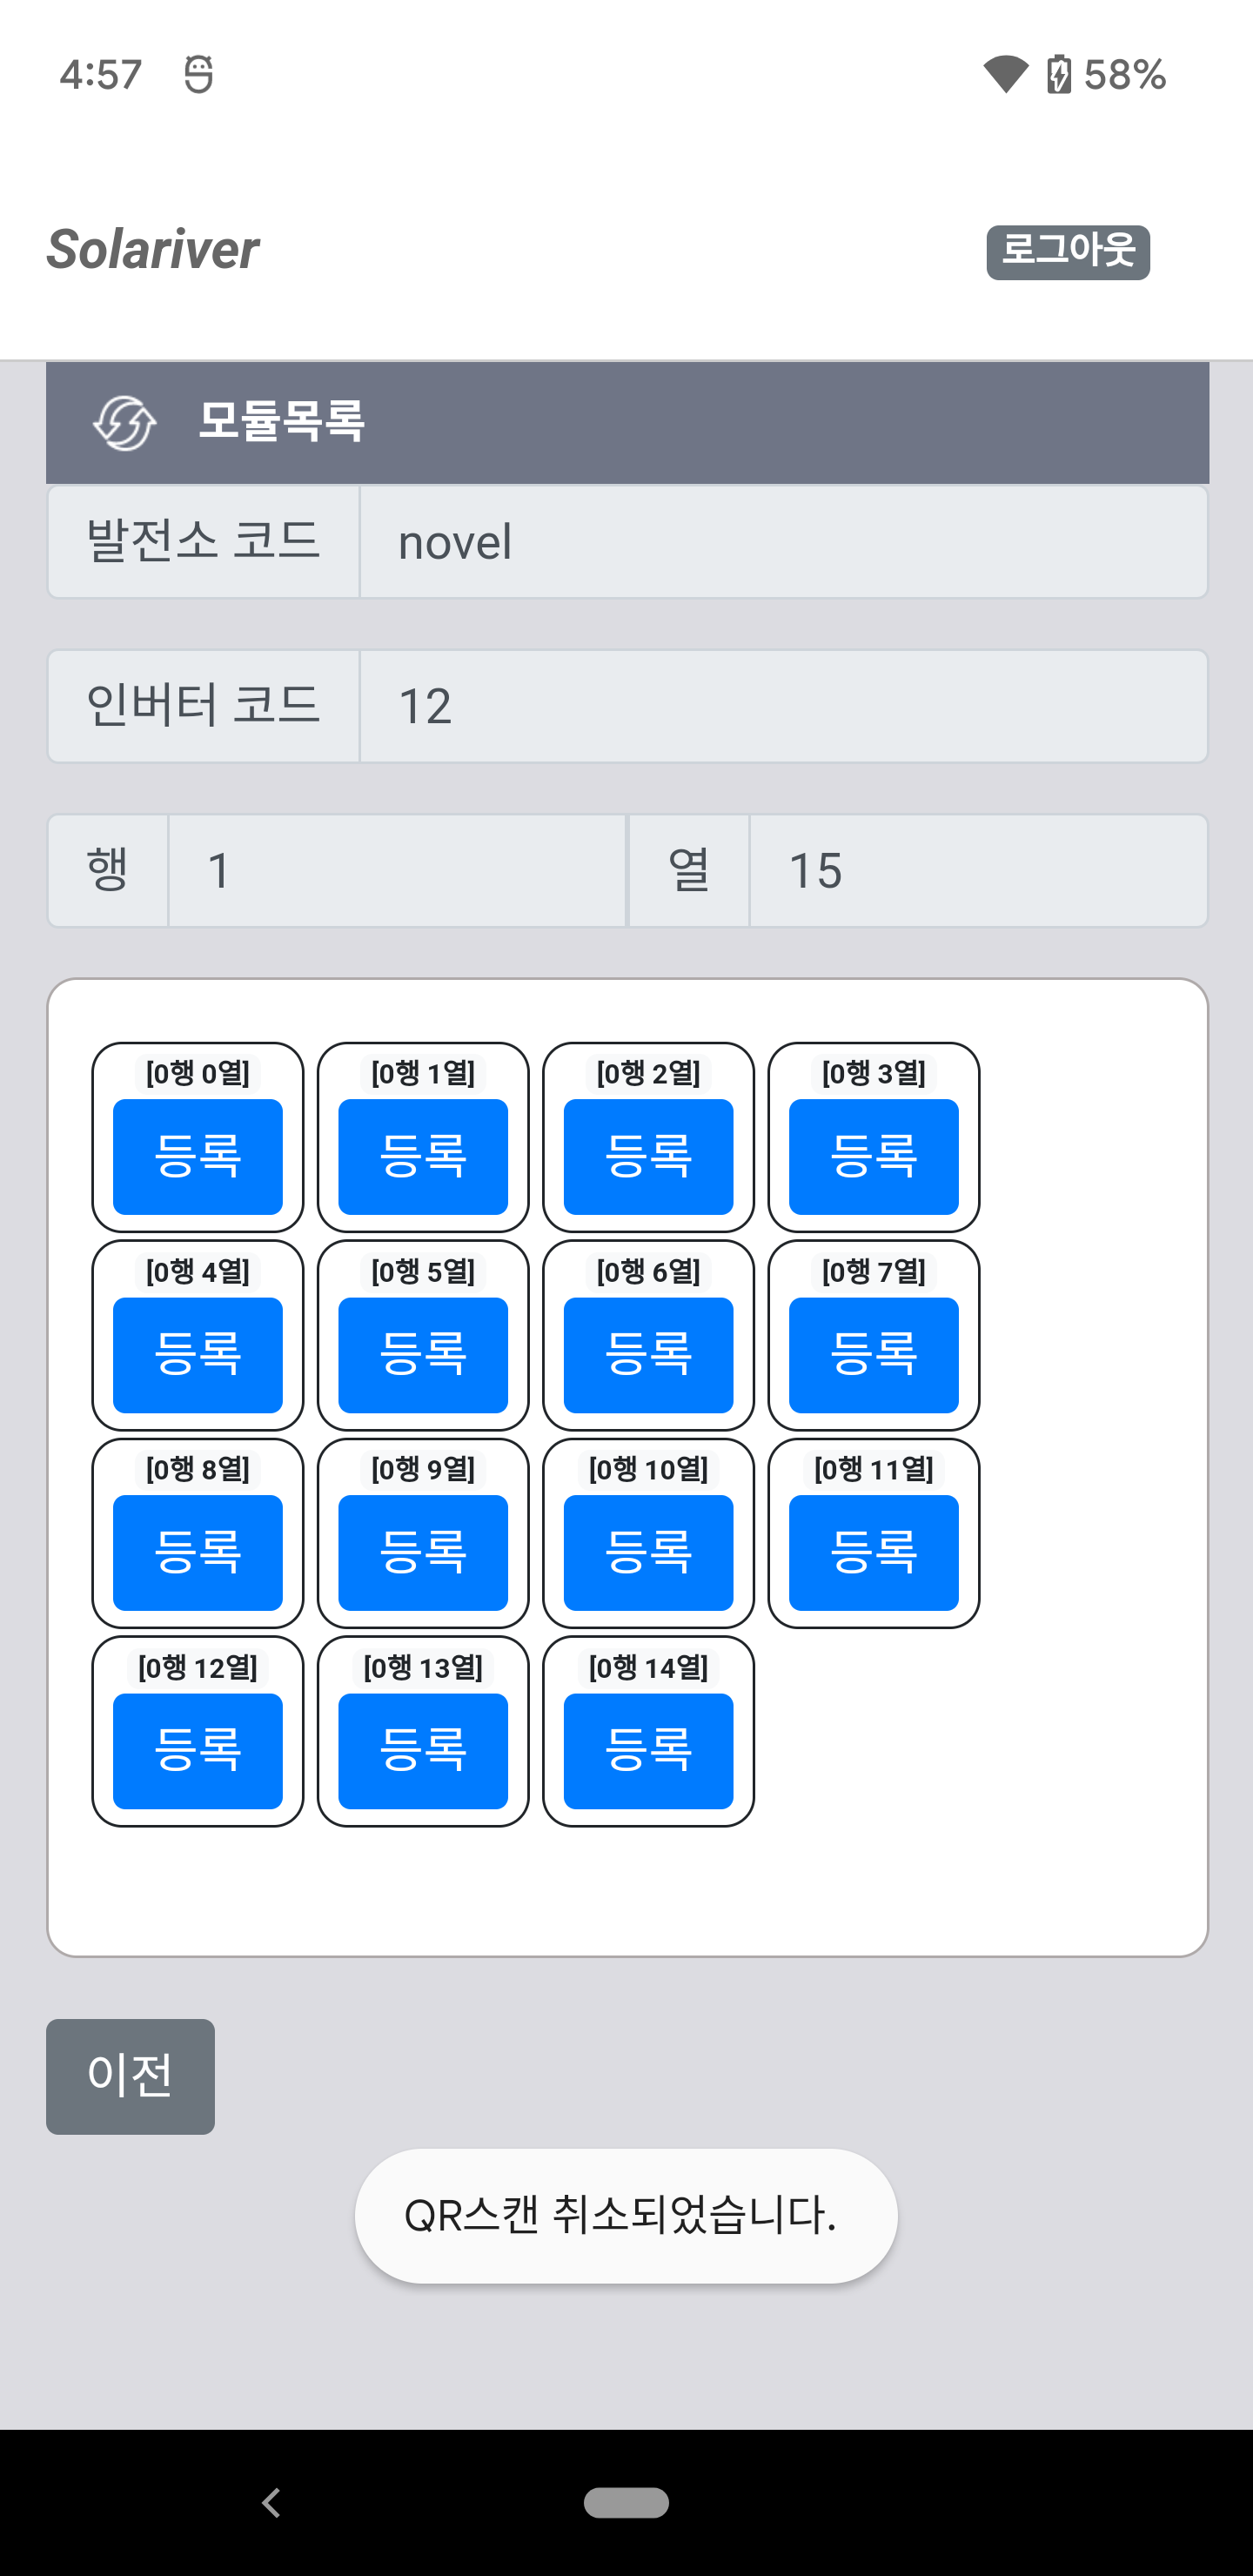 4:57 58%
Solariver 로그아웃
모듈목록
발전소 코드 novel
인버터 코드 12
행 1 열 15
[0행 0열] [0행 1열] [0행 2열] [0행 3열]
등록 등록 등록 등록
[0행 4열] [0행 5열] [0행 6열] [0행 7열]
등록 등록 등록 등록
[0행 8열] [0행 9열] [0행 10열] [0행 11열]
등록 등록 등록 등록
[0행 12열] [0행 13열] [0행 14열]
등록 등록 등록
이전
QR스캔 취소되었습니다.